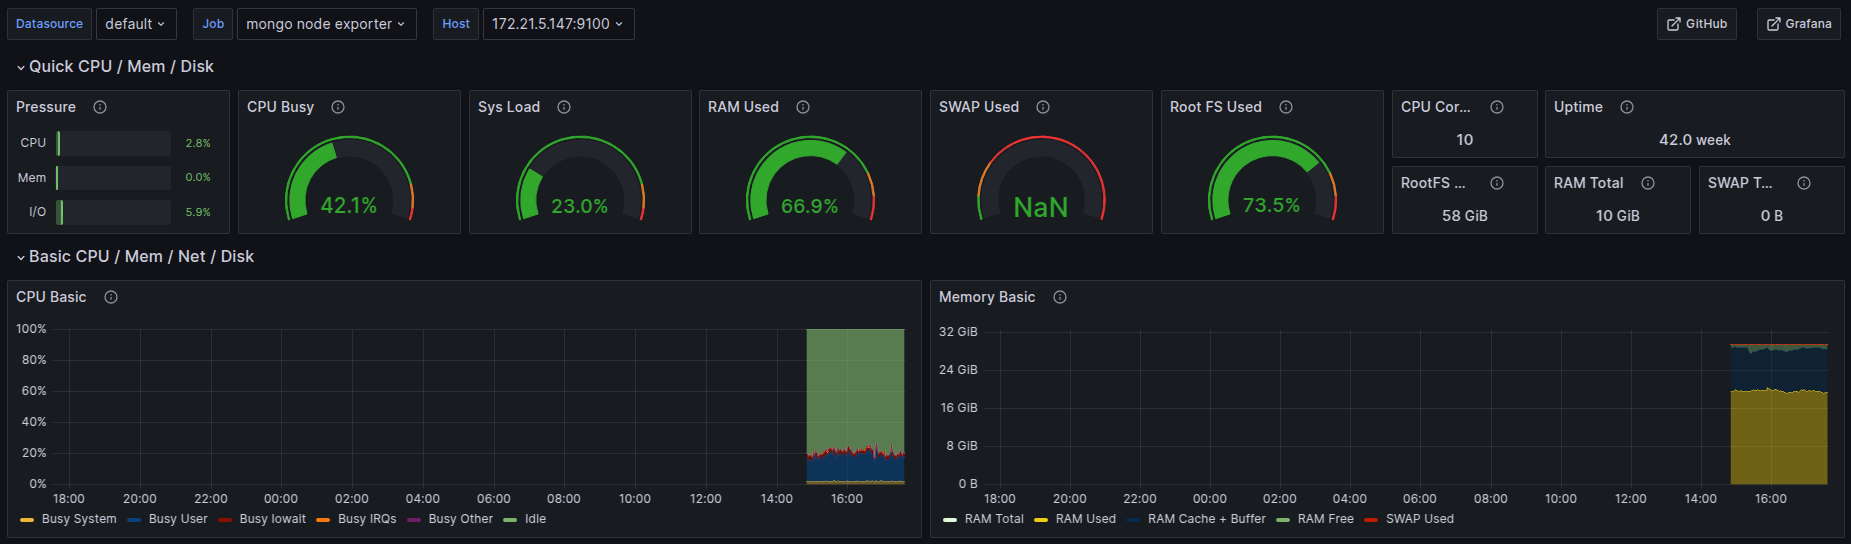 Datasource default Job mongo node exporter Host 172.21.5.147:9100 GitHub Grafana
Quick CPU / Mem / Disk
Pressure CPU Busy Sys Load RAM Used SWAP Used Root FS Used CPU Cor... Uptime
CPU 2.8%
Mem 0.0%
I/O 5.9%
42.1%
23.0%
66.9%
NaN
73.5%
10
42.0 week
RootFS ... RAM Total SWAP T...
58 GiB 10 GiB 0 B
Basic CPU / Mem / Net / Disk
CPU Basic
100%
80%
60%
40%
20%
0%
18:00 20:00 22:00 00:00 02:00 04:00 06:00 08:00 10:00 12:00 14:00 16:00
Busy System Busy User Busy Iowait Busy IRQs Busy Other Idle
Memory Basic
32 GiB
24 GiB
16 GiB
8 GiB
0 B
18:00 20:00 22:00 00:00 02:00 04:00 06:00 08:00 10:00 12:00 14:00 16:00
RAM Total RAM Used RAM Cache + Buffer RAM Free SWAP Used